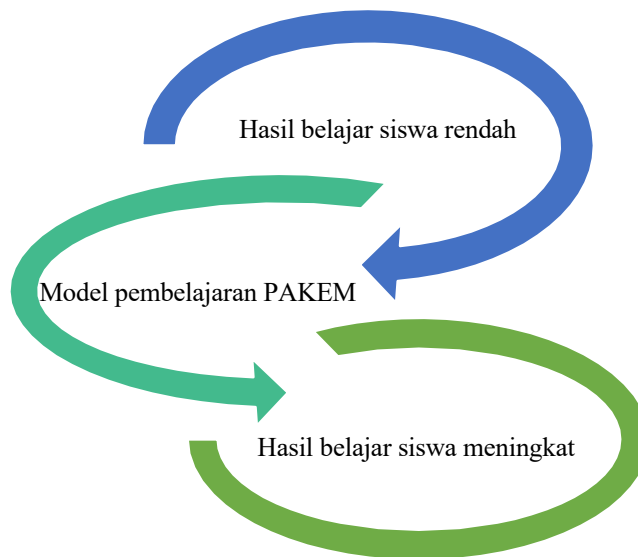 Hasil belajar siswa rendah
Model pembelajaran PAKEM
Hasil belajar siswa meningkat